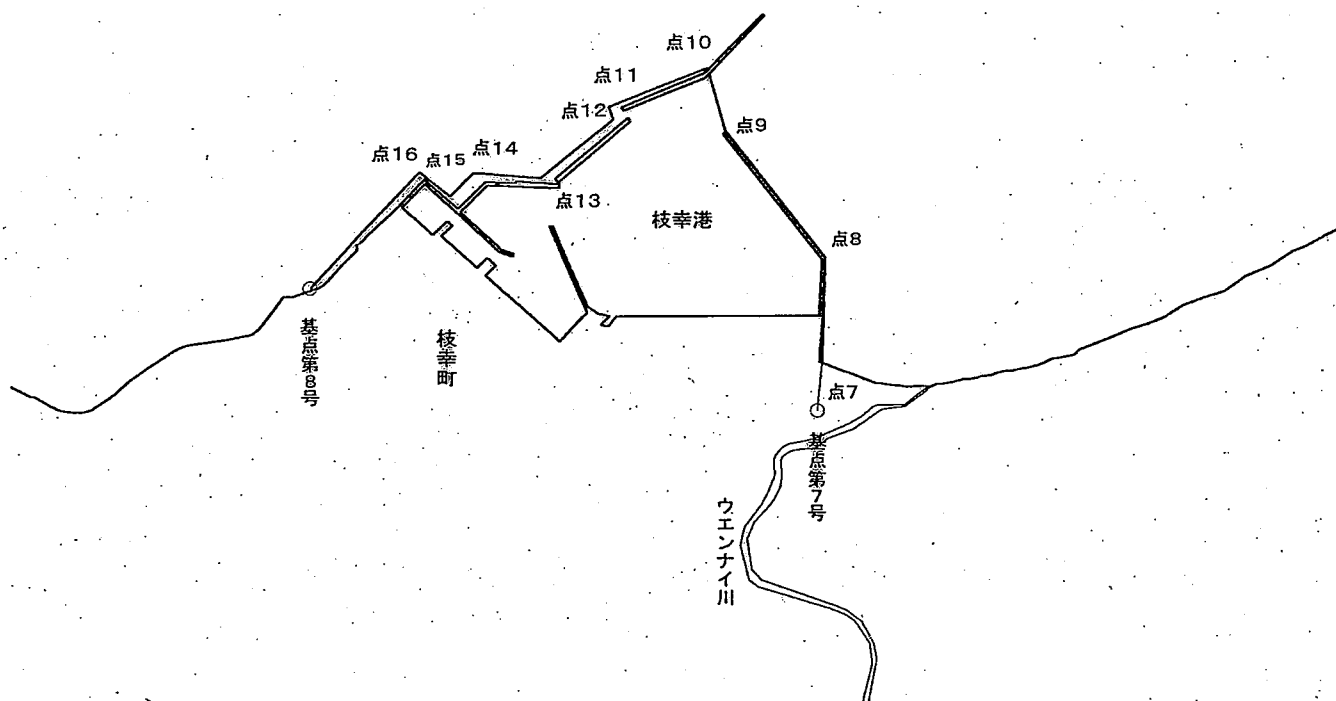 点10
点11
点12
点9
点16
点15
点14
点13
枝幸港
点8
基点第8号
枝幸町
点7
基点第7号
ウエンナイ川